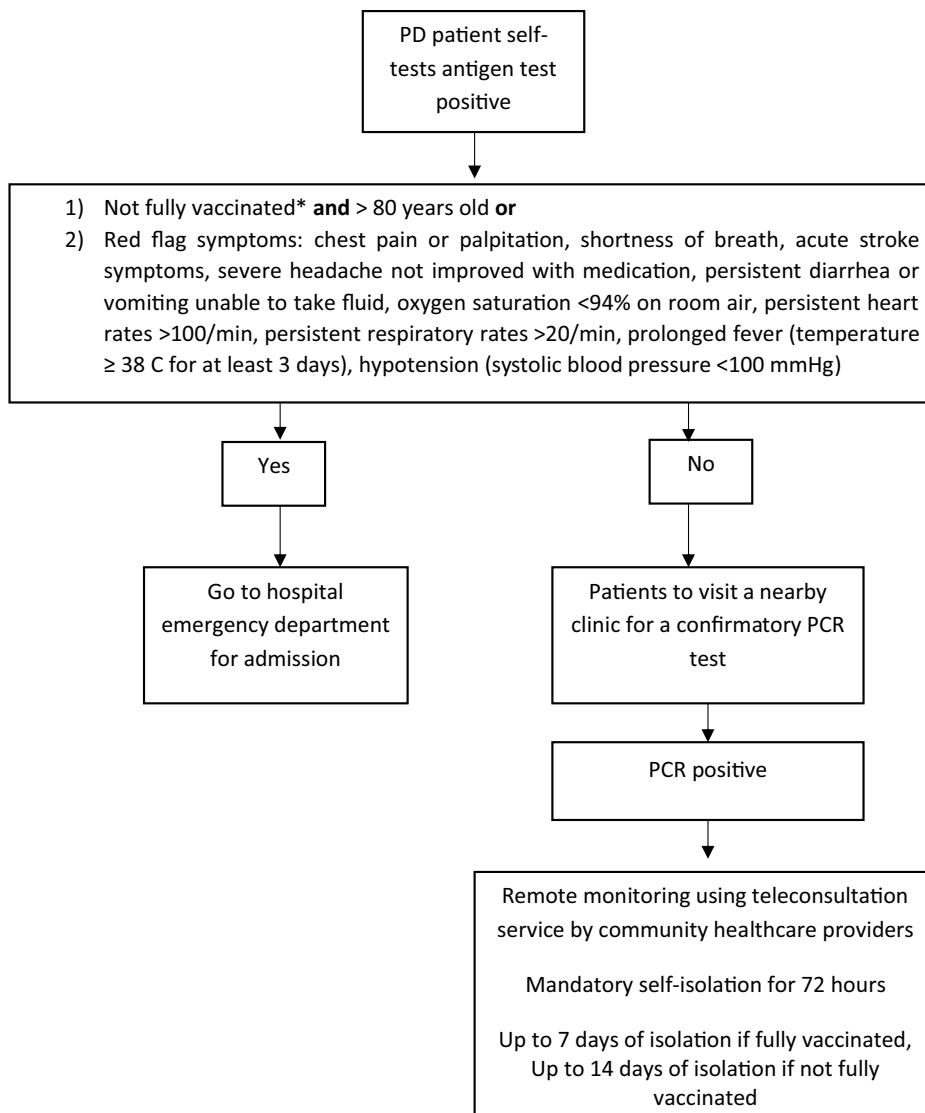 PD patient self-
tests antigen test
positive
1) Not fully vaccinated* and > 80 years old or
2) Red flag symptoms: chest pain or palpitation, shortness of breath, acute stroke
symptoms, severe headache not improved with medication, persistent diarrhea or
vomiting unable to take fluid, oxygen saturation <94% on room air, persistent heart
rates >100/min, persistent respiratory rates >20/min, prolonged fever (temperature
≥ 38 C for at least 3 days), hypotension (systolic blood pressure <100 mmHg)
Yes
No
Go to hospital
emergency department
for admission
Patients to visit a nearby
clinic for a confirmatory PCR
test
PCR positive
Remote monitoring using teleconsultation
service by community healthcare providers
Mandatory self-isolation for 72 hours
Up to 7 days of isolation if fully vaccinated,
Up to 14 days of isolation if not fully
vaccinated